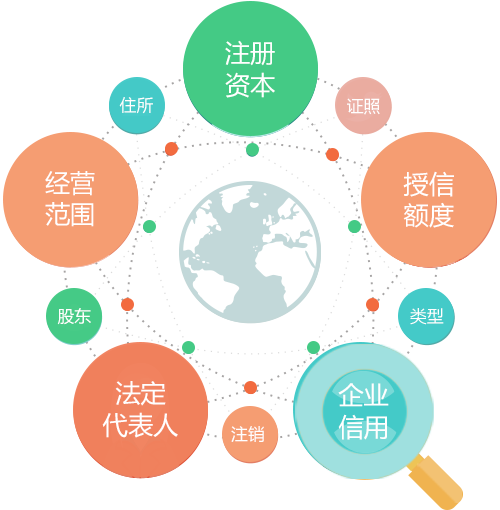 注册
资本
住所
证照
经营
范围
授信
额度
股东
类型
法定
代表人
企业
信用
注销